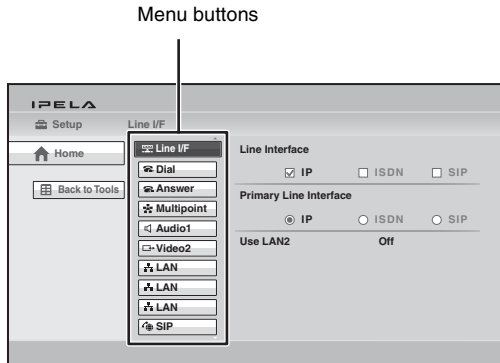 Menu buttons
IPELA
Setup Line I/F
Home
Back to Tools
Line I/F
Dial
Answer
Multipoint
Audio1
Video2
LAN
LAN
LAN
SIP
Line Interface
IP ISDN SIP
Primary Line Interface
IP ISDN SIP
Use LAN2 Off